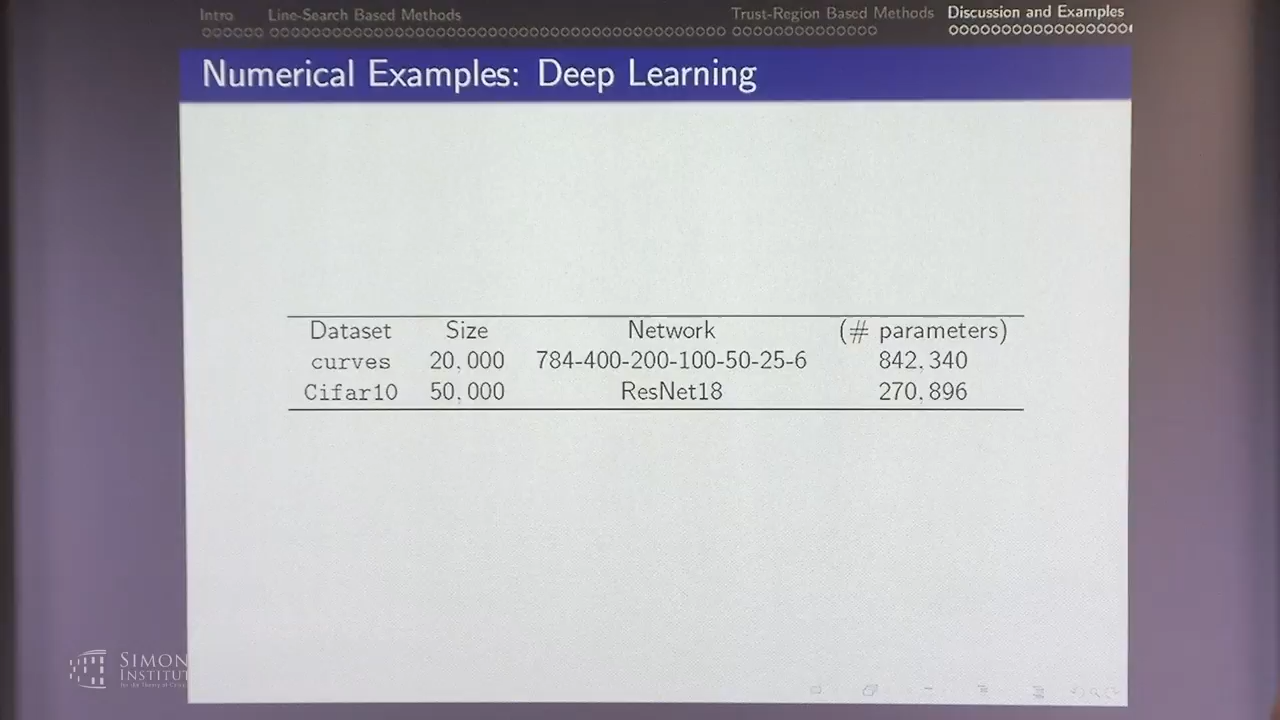 Intro Line-Search Based Methods Trust-Region Based Methods Discussion and Examples
Numerical Examples: Deep Learning
Dataset Size Network (# parameters)
curves 20,000 784-400-200-100-50-25-6 842,340
Cifar10 50,000 ResNet18 270,896
SIMON
INSTITUT